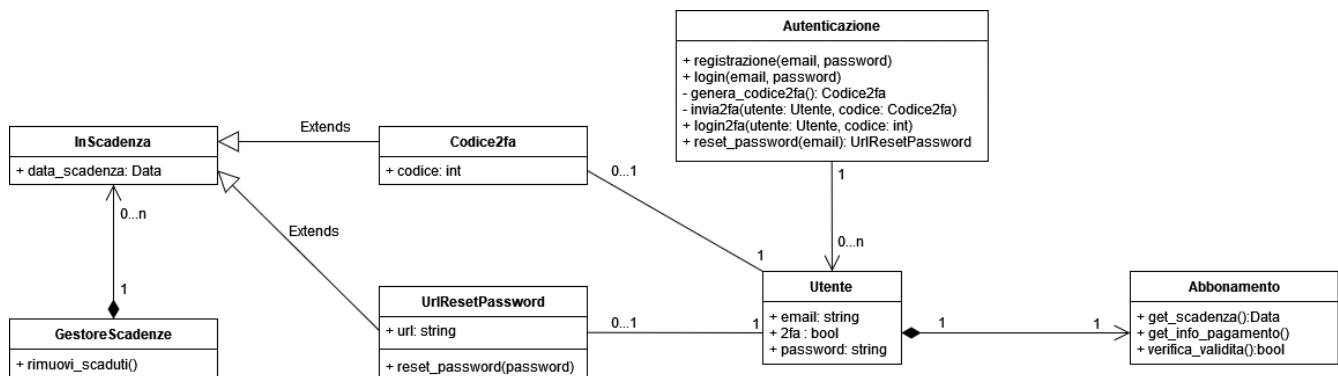 Autenticazione
+ registrazione(email, password)
+ login(email, password)
- genera_codice2fa(): Codice2fa
- invia2fa(utente: Utente, codice: Codice2fa)
+ login2fa(utente: Utente, codice: int)
+ reset_password(email): UrlResetPassword
InScadenza
+ data_scadenza: Data
Extends
Codice2fa
+ codice: int
0...1
1
1
0...n
0...n
Extends
1
GestoreScadenze
+ rimuovi_scaduti()
UrlResetPassword
+ url: string
+ reset_password(password)
0...1
1
Utente
+ email: string
+ 2fa : bool
+ password: string
1
1
Abbonamento
+ get_scadenza():Data
+ get_info_pagamento()
+ verifica_validita():bool